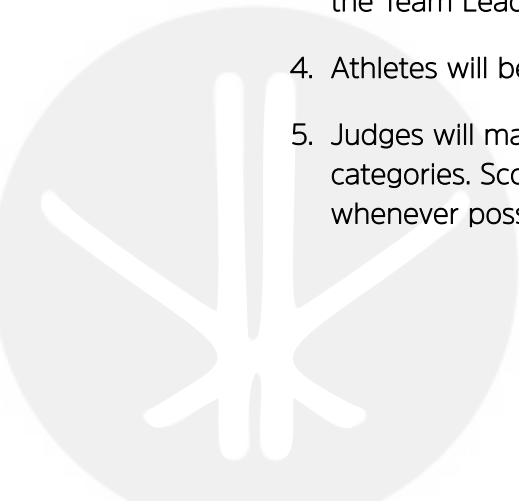 the Team
4. Athletes will
5. Judges will
categories.
whenever